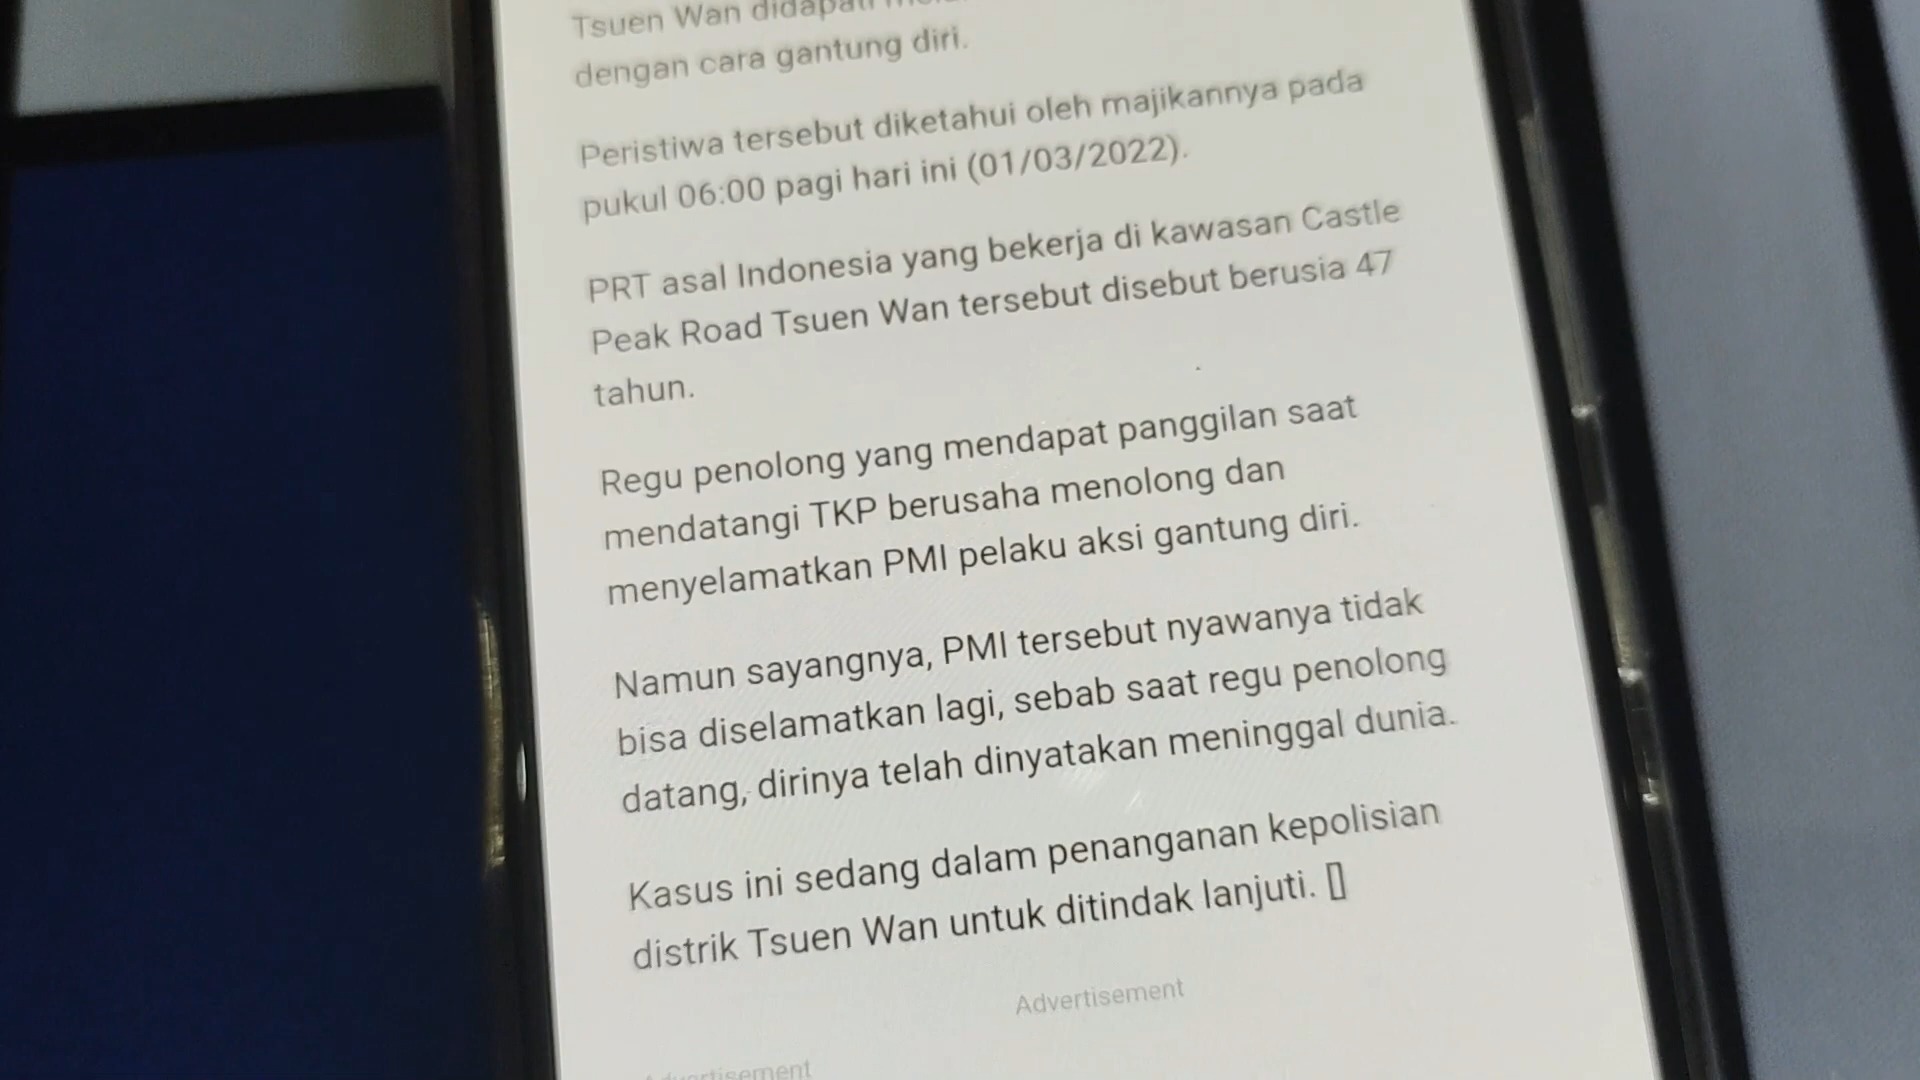 Tsuen Wan didapati
dengan cara gantung diri.
Peristiwa tersebut diketahui oleh majikannya pada
pukul 06:00 pagi hari ini (01/03/2022).
PRT asal Indonesia yang bekerja di kawasan Castle
Peak Road Tsuen Wan tersebut disebut berusia 47
tahun.
Regu penolong yang mendapat panggilan saat
mendatangi TKP berusaha menolong dan
menyelamatkan PMI pelaku aksi gantung diri.
Namun sayangnya, PMI tersebut nyawanya tidak
bisa diselamatkan lagi, sebab saat regu penolong
datang, dirinya telah dinyatakan meninggal dunia.
Kasus ini sedang dalam penanganan kepolisian
distrik Tsuen Wan untuk ditindak lanjuti. []
Advertisement
Advertisement